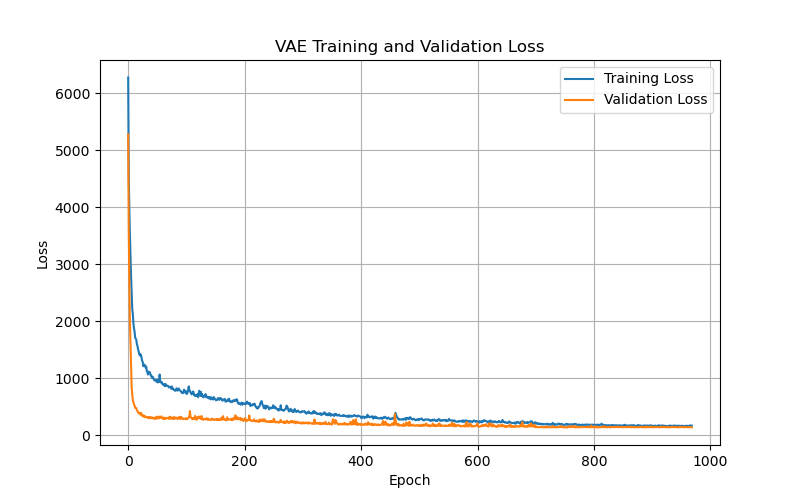 VAE Training and Validation Loss
Training Loss
Validation Loss
Loss
6000
5000
4000
3000
2000
1000
0
0 200 400 600 800 1000
Epoch